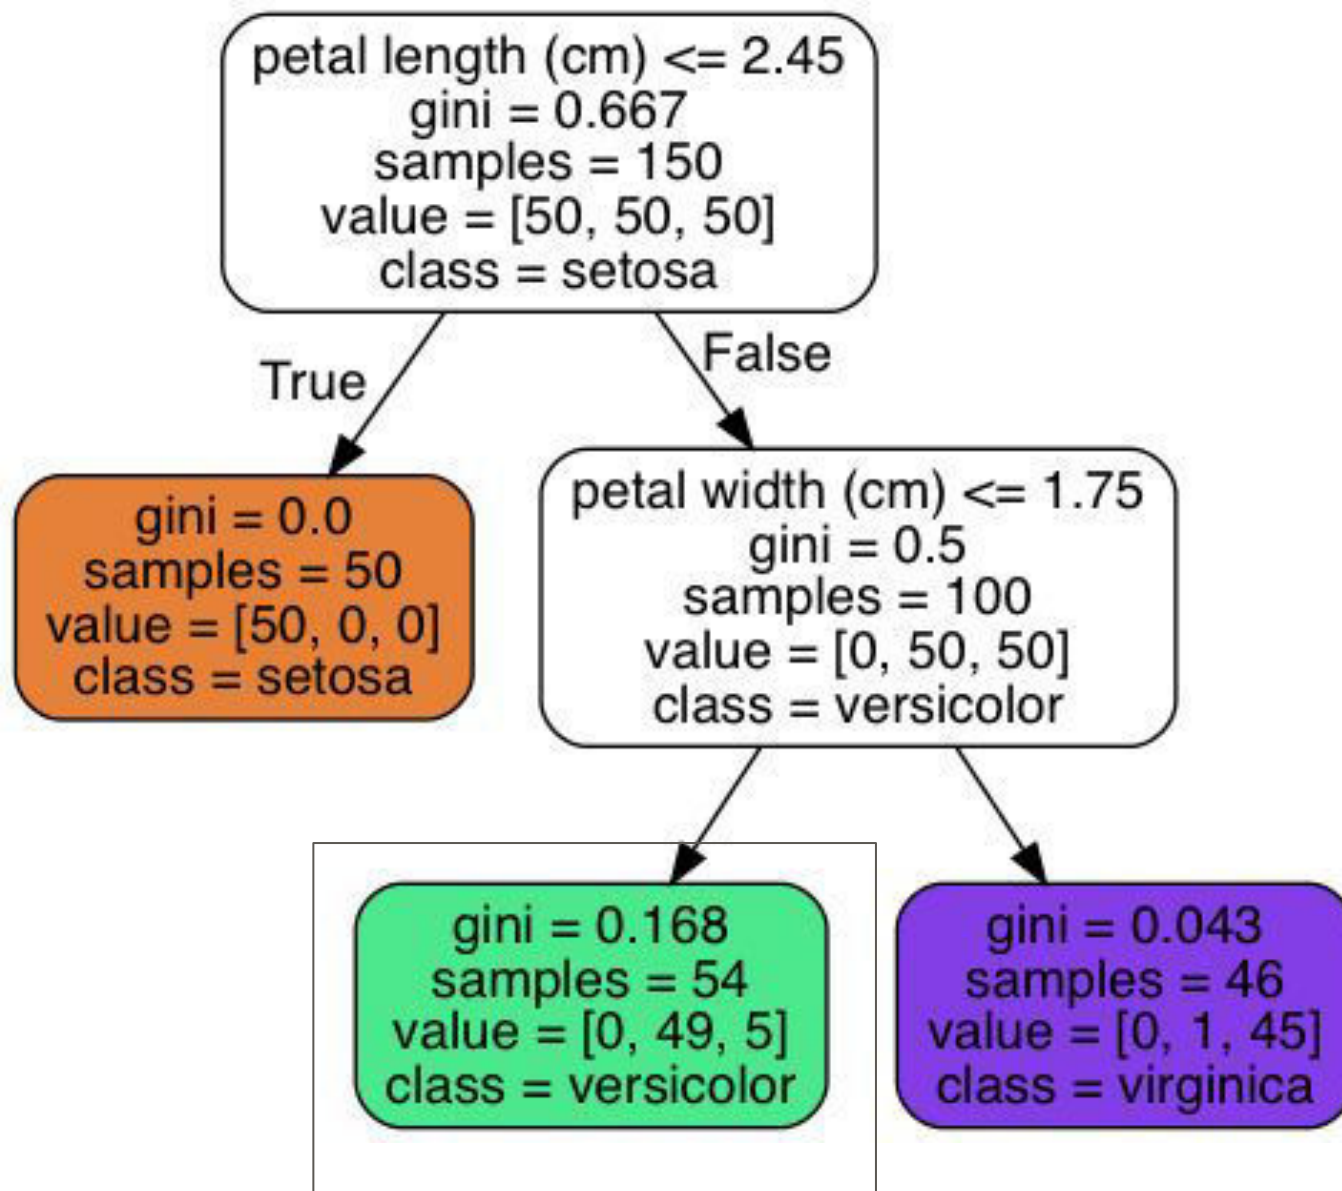 petal length (cm) <= 2.45
gini = 0.667
samples = 150
value = [50, 50, 50]
class = setosa
True
False
gini = 0.0
samples = 50
value = [50, 0, 0]
class = setosa
petal width (cm) <= 1.75
gini = 0.5
samples = 100
value = [0, 50, 50]
class = versicolor
gini = 0.168
samples = 54
value = [0, 49, 5]
class = versicolor
gini = 0.043
samples = 46
value = [0, 1, 45]
class = virginica